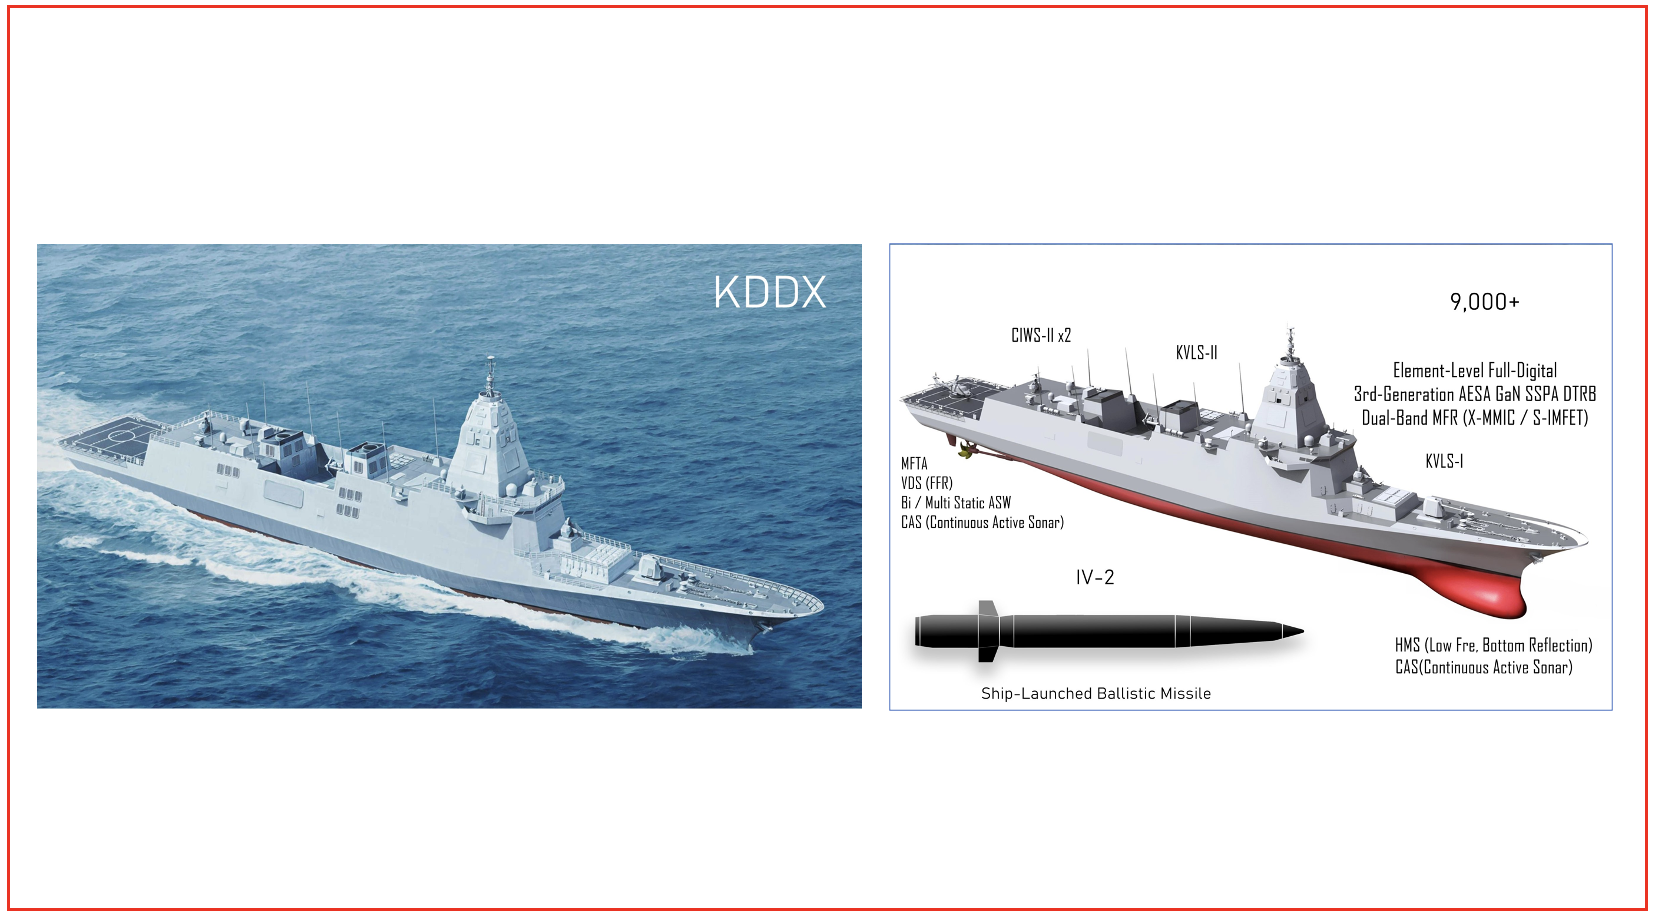 KDDX
9,000+
CIWS-II x2
KVLS-II
Element-Level Full-Digital
3rd-Generation AESA GaN SSPA DTRB
Dual-Band MFR (X-MMIC / S-IMFET)
KVLS-I
MFTA
VDS (FFR)
Bi / Multi Static ASW
CAS (Continuous Active Sonar)
IV-2
Ship-Launched Ballistic Missile
HMS (Low Fre, Bottom Reflection)
CAS(Continuous Active Sonar)